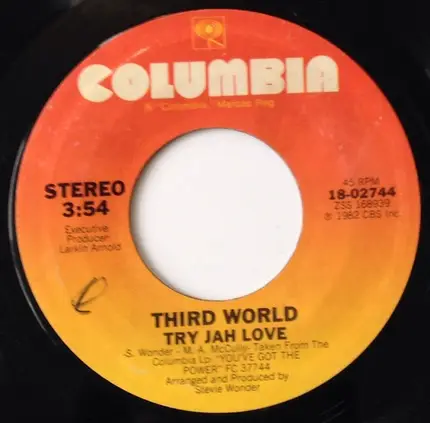 COLUMBIA
® "Columbia," Marcas Reg
STEREO
3:54
Executive
Producer
Larkin Arnold
45 RPM
18-02744
ZSS 168939
℗ 1982 CBS Inc.
THIRD WORLD
TRY JAH LOVE
-S. Wonder - M. A. McCully- Taken From The
Columbia Lp: "YOU'VE GOT THE
POWER" FC 37744
Arranged and Produced by
Stevie Wonder